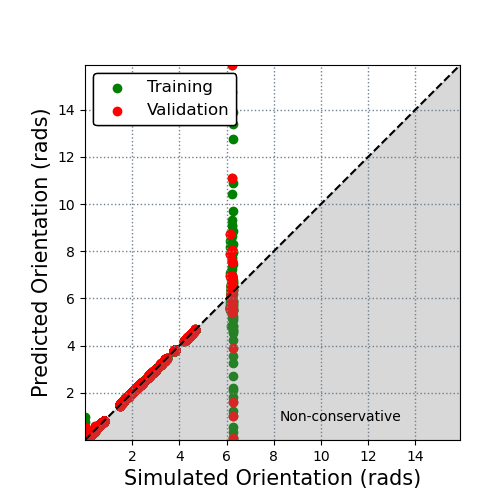 Training
Validation
14
12
10
8
6
4
2
Predicted Orientation (rads)
Non-conservative
2 4 6 8 10 12 14
Simulated Orientation (rads)